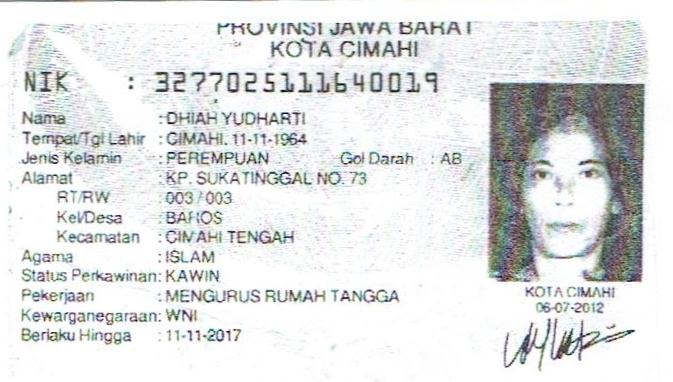 PROVINSI JAWA BARAT
KOTA CIMAHI
NIK : 3277025111640019
Nama : DHIAH YUDHARTI
Tempat/Tgl Lahir : CIMAHI, 11-11-1964
Jenis Kelamin : PEREMPUAN Gol Darah : AB
Alamat : KP. SUKATINGGAL NO. 73
RT/RW : 003/003
Kel/Desa : BAROS
Kecamatan : CIMAHI TENGAH
Agama : ISLAM
Status Perkawinan: KAWIN
Pekerjaan : MENGURUS RUMAH TANGGA
Kewarganegaraan: WNI
Berlaku Hingga : 11-11-2017
KOTA CIMAHI
06-07-2012